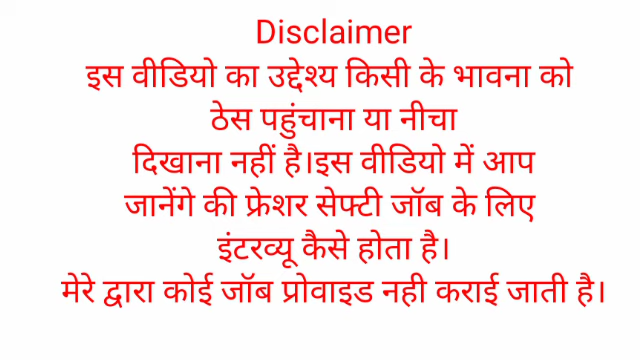 Disclaimer
इस वीडियो का उद्देश्य किसी के भावना को
ठेस पहुंचाना या नीचा
दिखाना नहीं है।इस वीडियो में आप
जानेंगे की फ्रेशर सेफ्टी जॉब के लिए
इंटरव्यू कैसे होता है।
मेरे द्वारा कोई जॉब प्रोवाइड नही कराई जाती है।